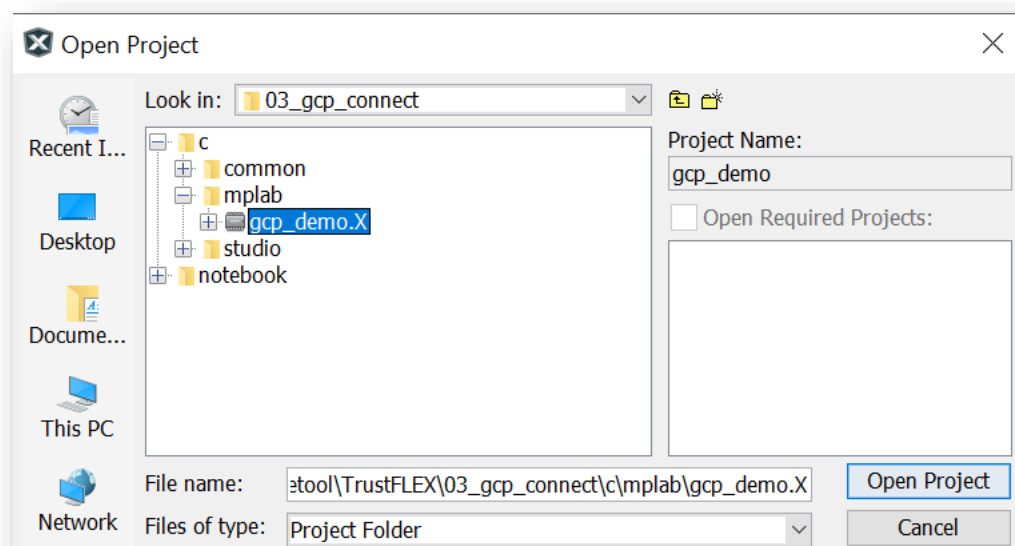 Open Project
Look in: 03_gcp_connect
Recent I...
Desktop
Docume...
This PC
Network
c
common
mplab
gcp_demo.X
studio
notebook
Project Name:
gcp_demo
Open Required Projects:
File name: etool\TrustFLEX\03_gcp_connect\c\mplab\gcp_demo.X
Open Project
Files of type: Project Folder
Cancel